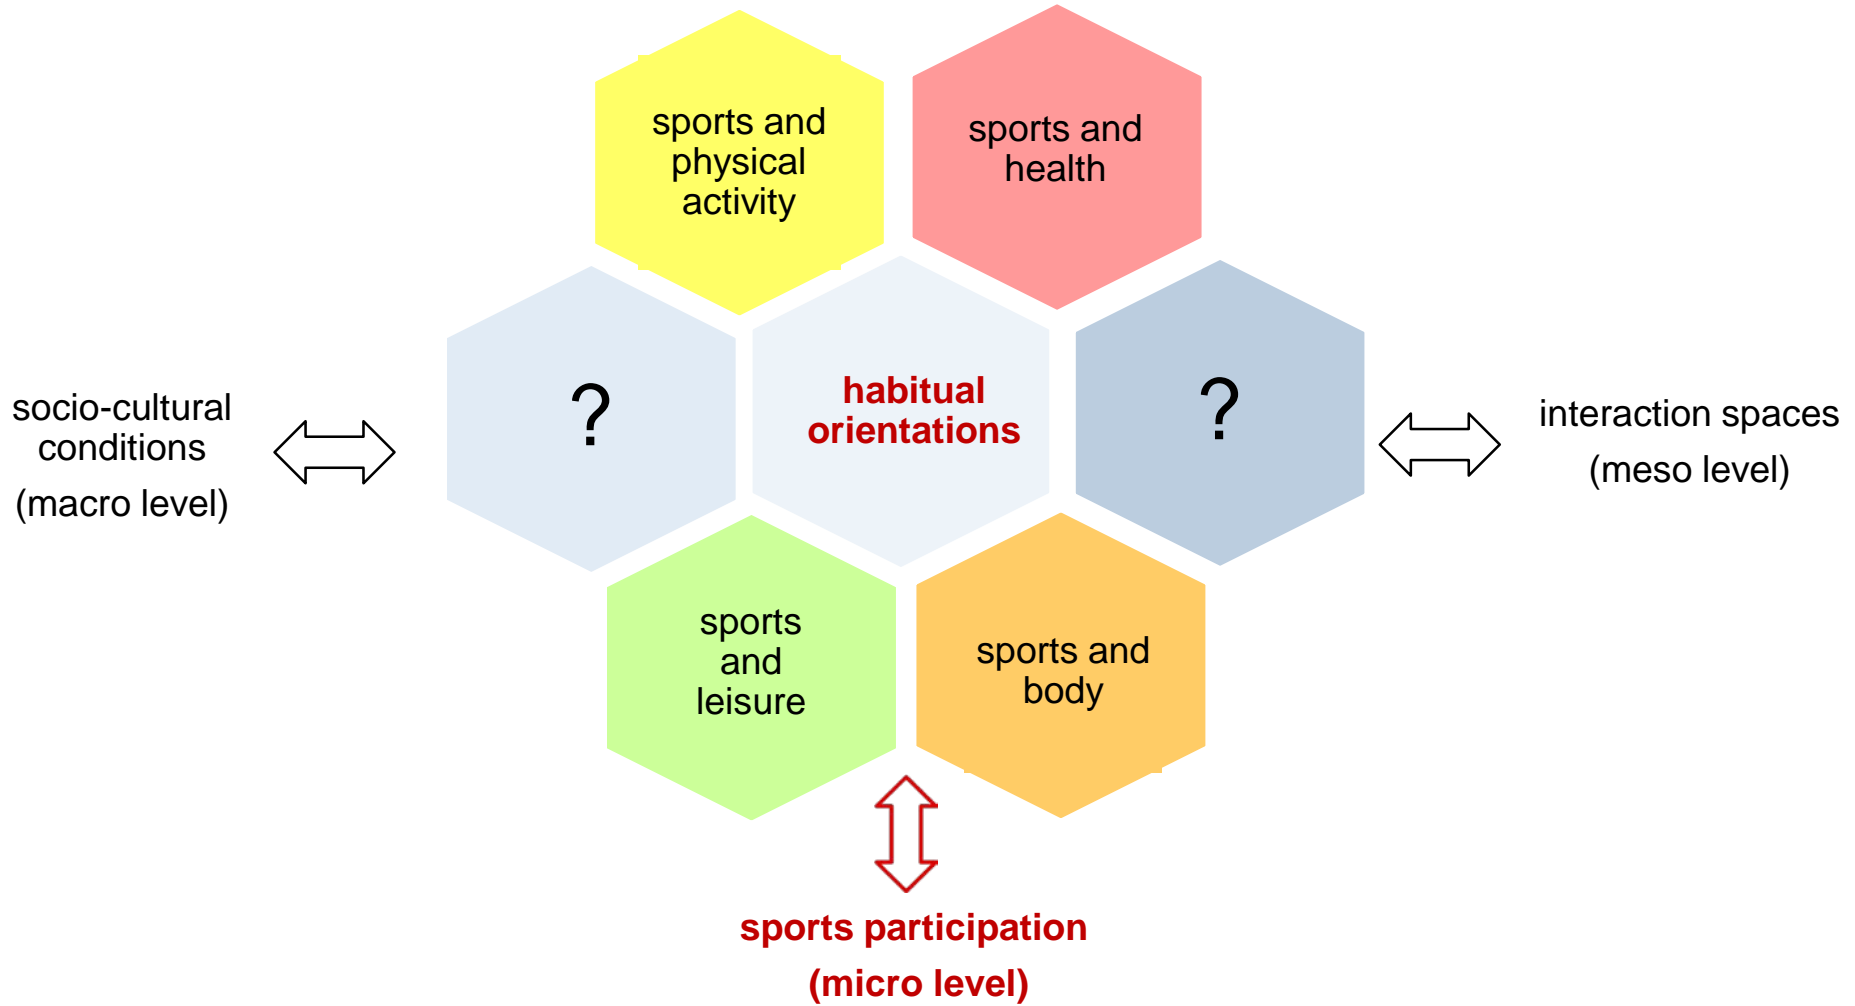 sports and
physical
activity
sports and
health
socio-cultural
conditions
(macro level)
?
habitual
orientations
?
interaction spaces
(meso level)
sports
and
leisure
sports and
body
sports participation
(micro level)